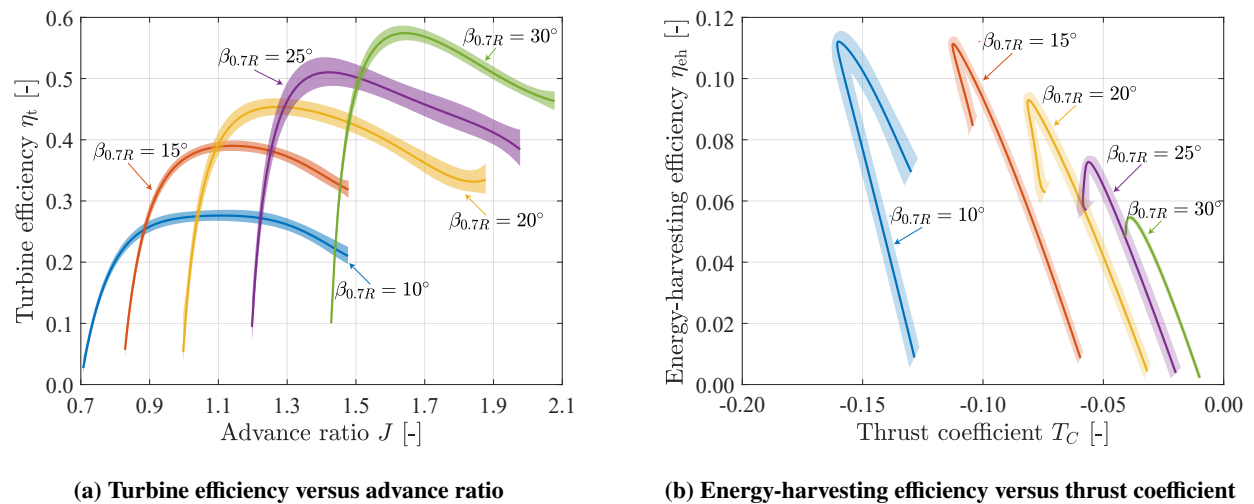 0.6
0.5
0.4
0.3
0.2
0.1
0.0
Turbine efficiency ηt [-]
β0.7R = 30°
β0.7R = 25°
β0.7R = 15°
β0.7R = 20°
β0.7R = 10°
0.7 0.9 1.1 1.3 1.5 1.7 1.9 2.1
Advance ratio J [-]
(a) Turbine efficiency versus advance ratio
0.12
0.10
0.08
0.06
0.04
0.02
0.00
Energy-harvesting efficiency ηeh [-]
β0.7R = 15°
β0.7R = 20°
β0.7R = 25°
β0.7R = 30°
β0.7R = 10°
-0.20 -0.15 -0.10 -0.05 0.00
Thrust coefficient TC [-]
(b) Energy-harvesting efficiency versus thrust coefficient